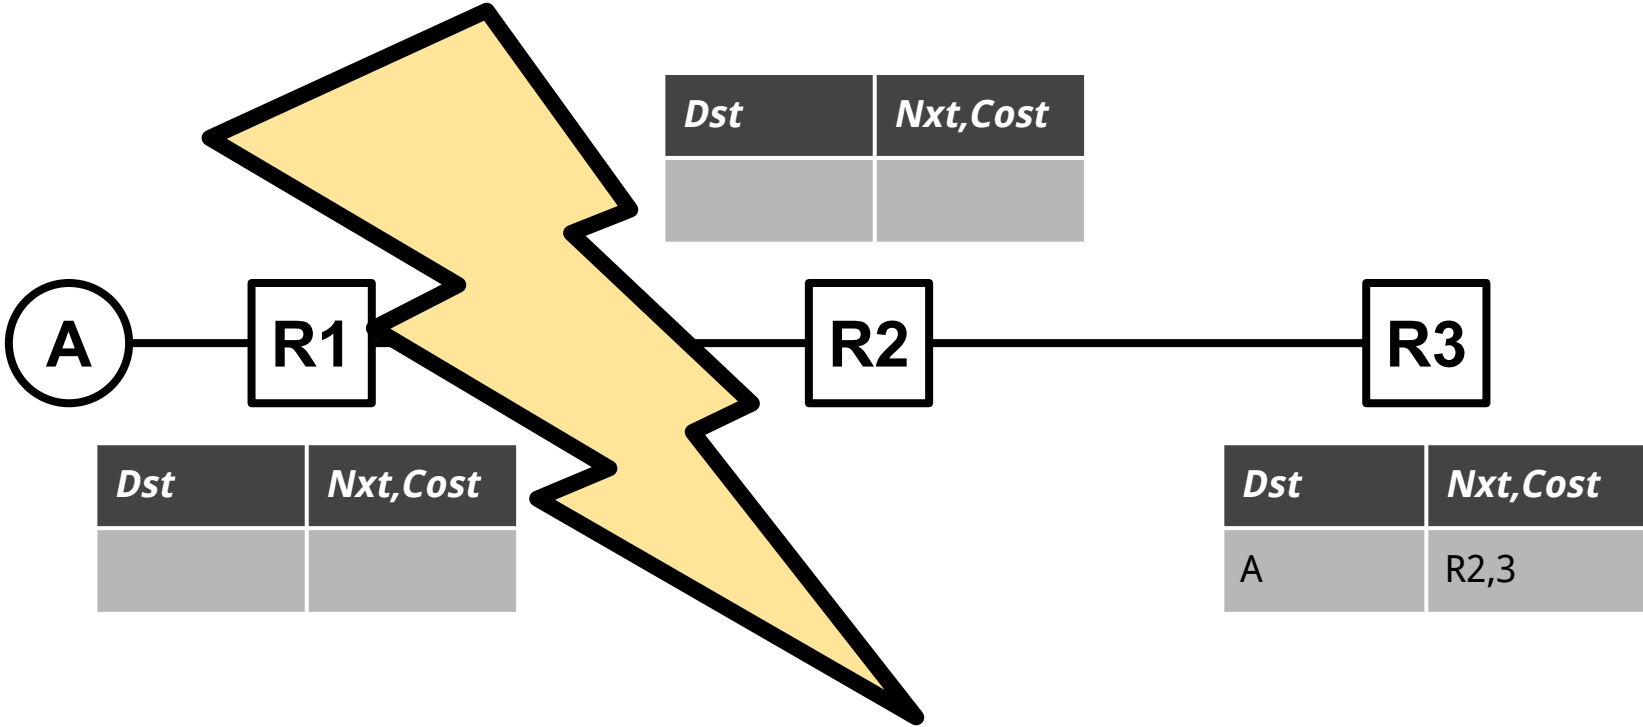 Dst Nxt,Cost
A R1 R2 R3
Dst Nxt,Cost
Dst Nxt,Cost
A R2,3